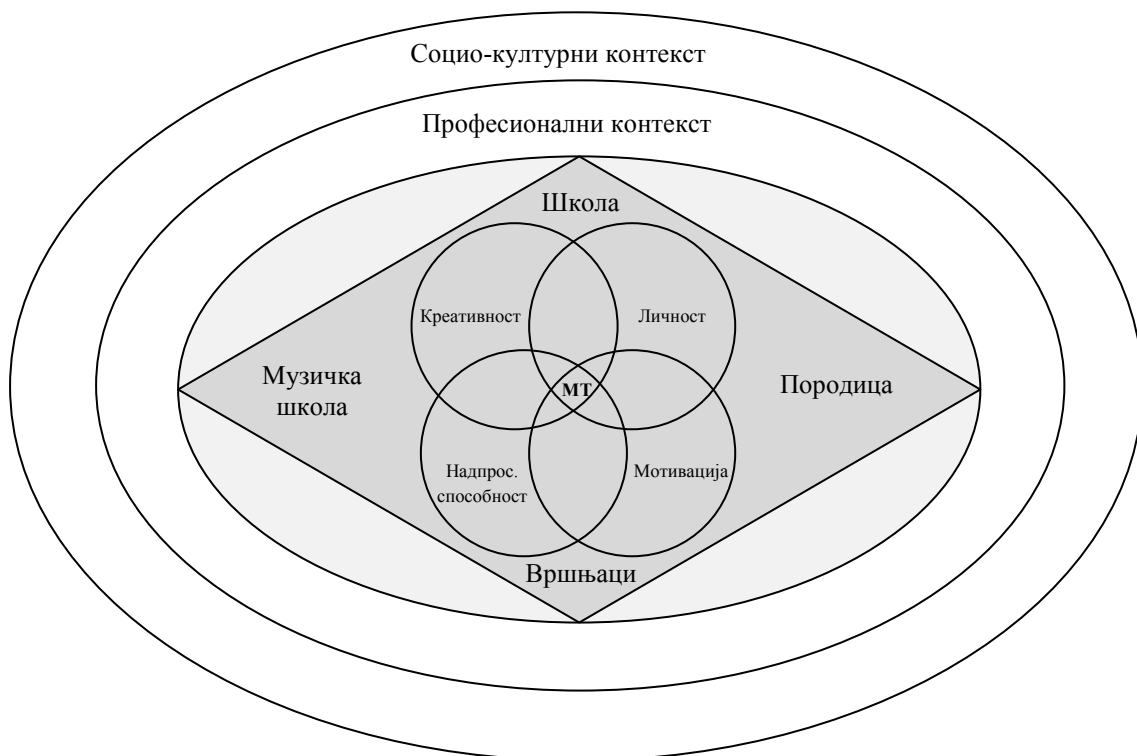 Социо-културни контекст
Професионални контекст
Школа
Креативност
Личност
Музичка
школа
МТ
Породица
Надпрос.
способност
Мотивација
Вршњаци